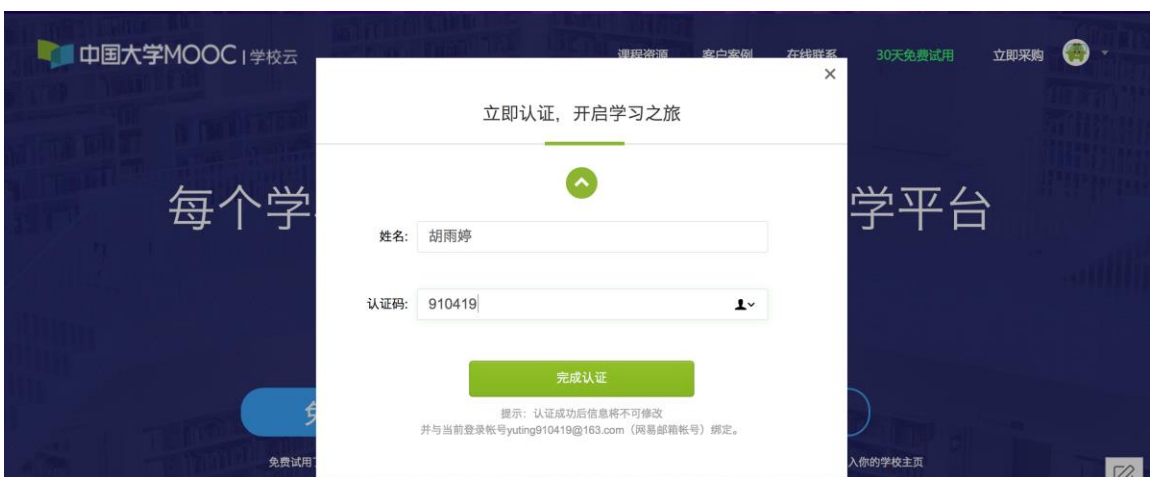 中国大学MOOC | 学校云
课程资源 客户案例 在线联系 30天免费试用 立即采购
×
立即认证，开启学习之旅
每个学
学平台
姓名: 胡雨婷
认证码: 910419
完成认证
提示：认证成功后信息将不可修改
并与当前登录帐号yuting910419@163.com（网易邮箱帐号）绑定。
免费试用
入你的学校主页